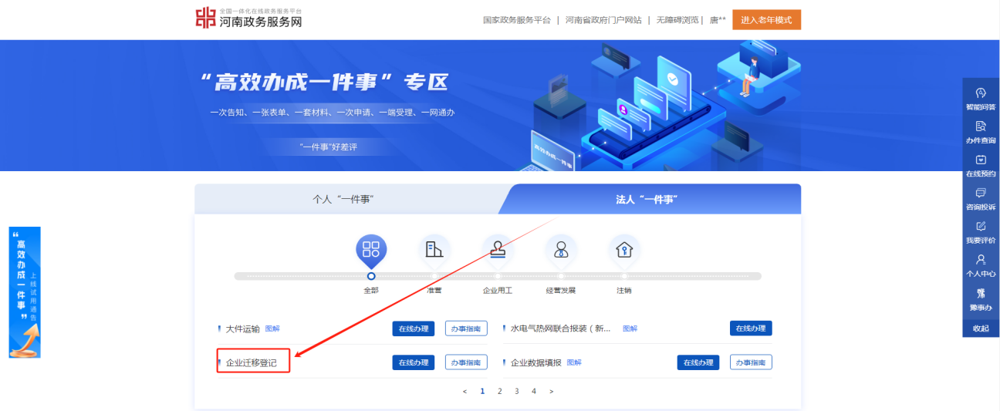 全国一体化在线政务服务平台
河南政务服务网
国家政务服务平台 | 河南省政府门户网站 | 无障碍浏览 | 唐** 进入老年模式
“高效办成一件事”专区
一次告知、一张表单、一套材料、一次申请、一端受理、一网通办
“一件事”好差评
高效办成一件事
个人“一件事” 法人“一件事”
全部 准营 企业用工 经营发展 注销
大件运输 图解 在线办理 办事指南 水电气热网联合报装（新... 图解 在线办理
企业迁移登记 在线办理 办事指南 企业数据填报 图解 在线办理 办事指南
< 1 2 3 4 >
“高效办成一件事”
上线试用通告
智能问答
办件查询
在线预约
咨询投诉
我要评价
个人中心
豫事办
收起